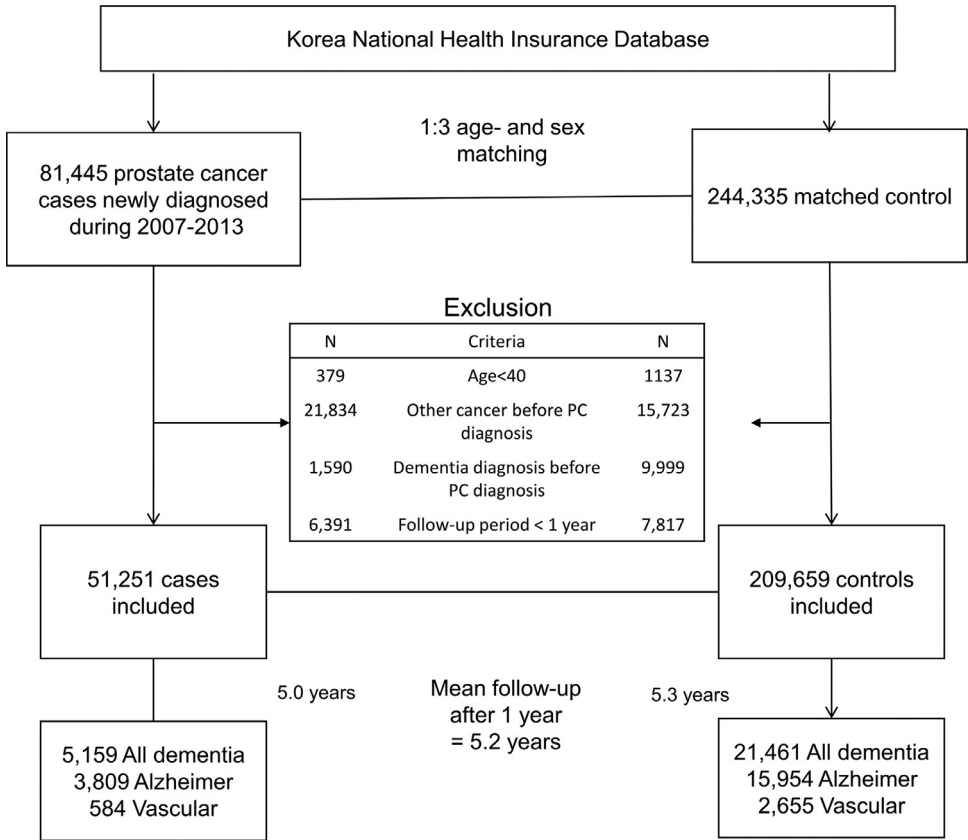 Korea National Health Insurance Database
1:3 age- and sex
matching
81,445 prostate cancer
cases newly diagnosed
during 2007-2013
244,335 matched control
Exclusion
N Criteria N
379 Age<40 1137
21,834 Other cancer before PC 15,723
diagnosis
1,590 Dementia diagnosis before 9,999
PC diagnosis
6,391 Follow-up period < 1 year 7,817
51,251 cases
included
209,659 controls
included
5.0 years
Mean follow-up
after 1 year
= 5.2 years
5.3 years
5,159 All dementia
3,809 Alzheimer
584 Vascular
21,461 All dementia
15,954 Alzheimer
2,655 Vascular